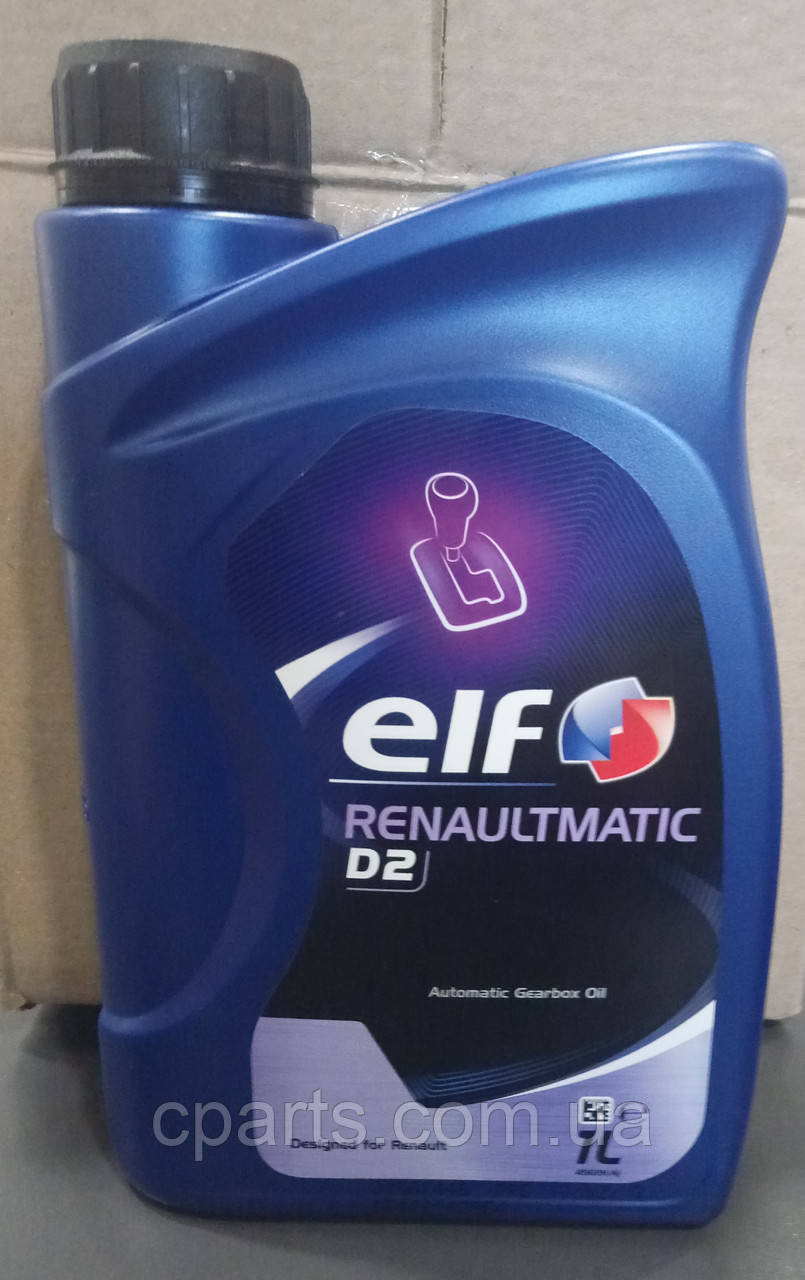 elf
RENAULTMATIC
D2
Automatic Gearbox Oil
cparts.com.ua
Designed for Renault
1L